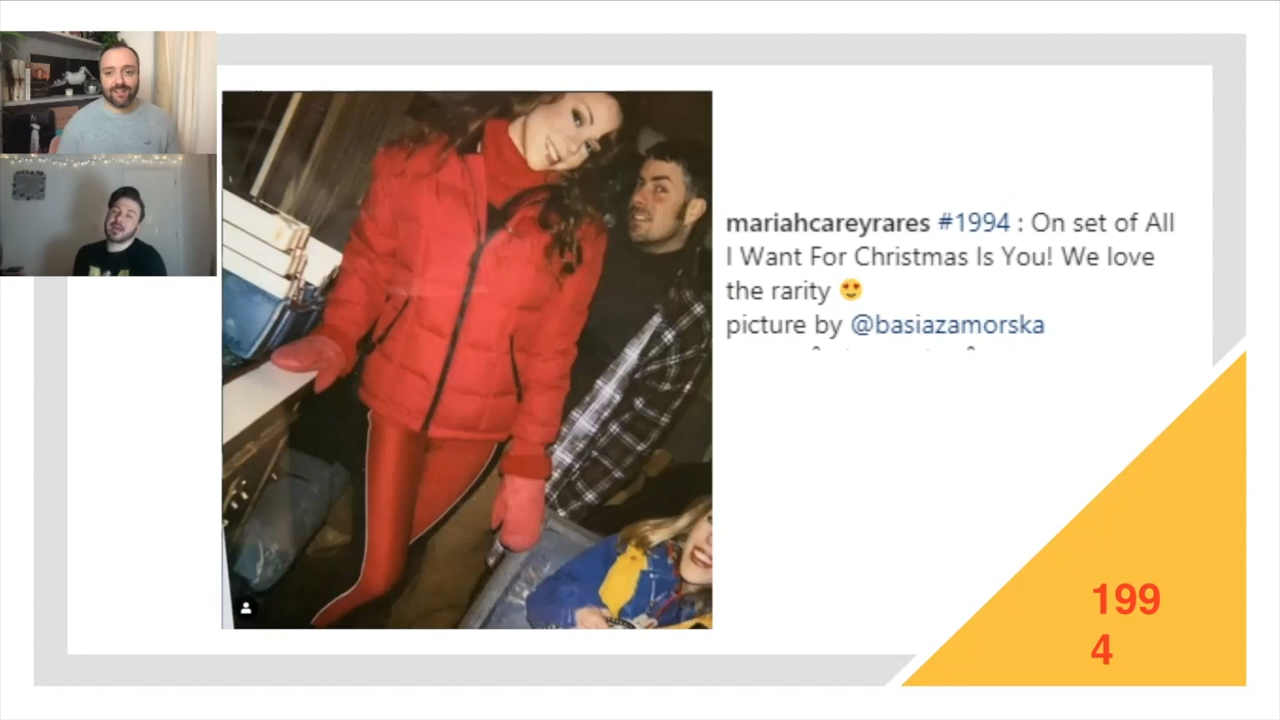 mariahcareyrares #1994 : On set of All
I Want For Christmas Is You! We love
the rarity 😍
picture by @basiazamorska
199
4